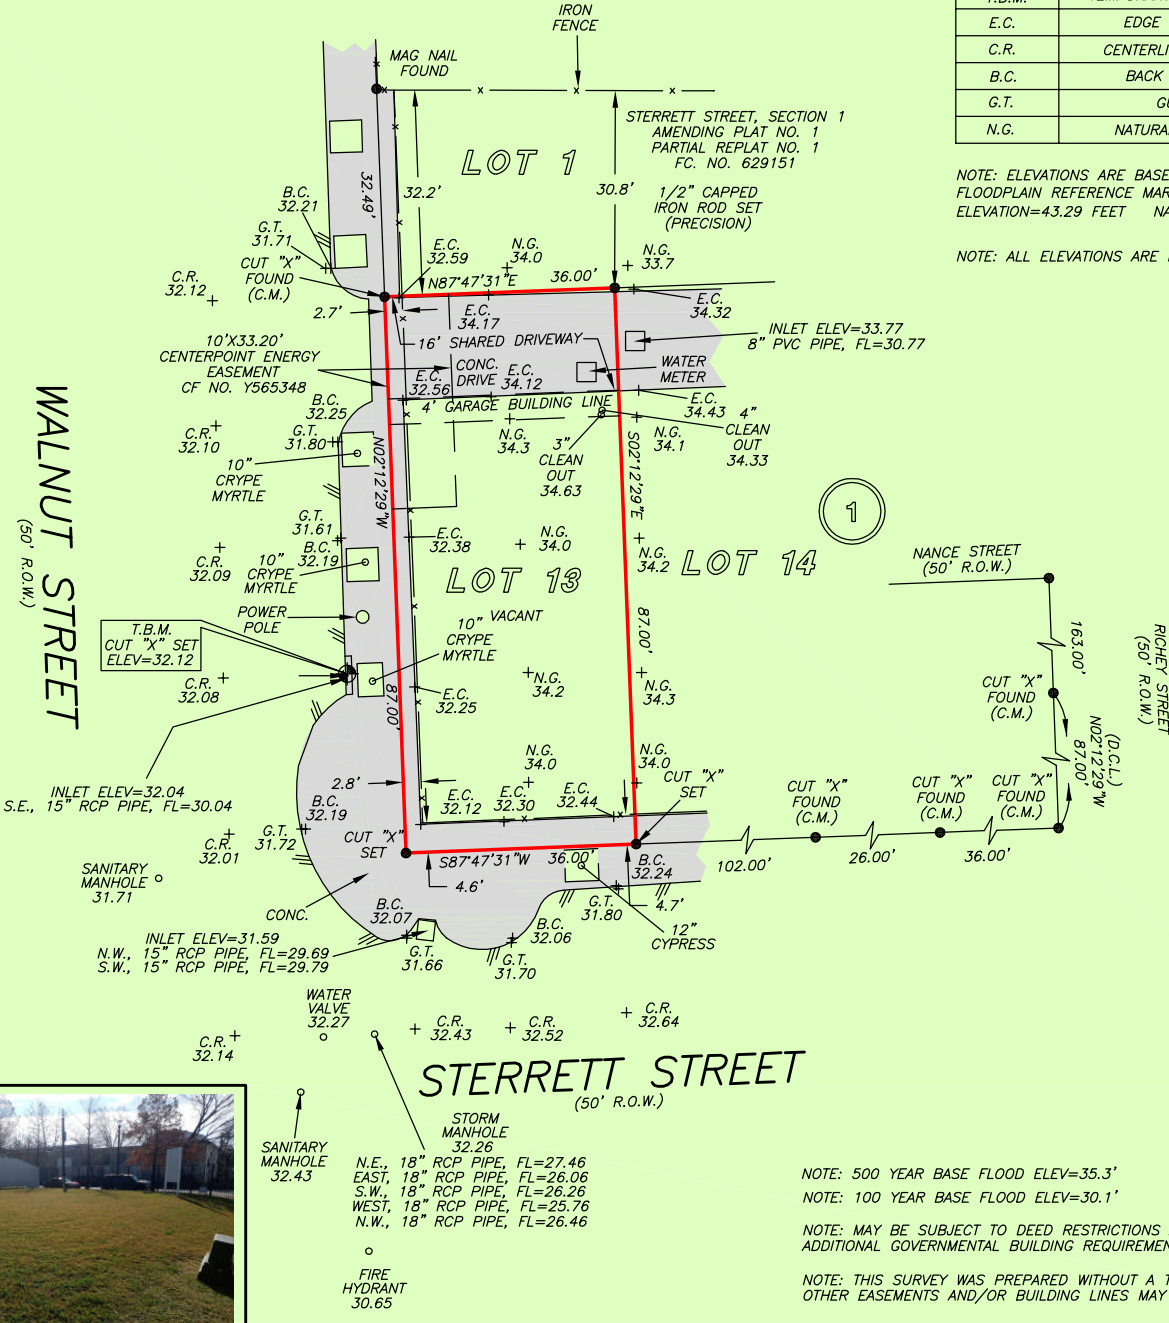 IRON
FENCE
MAG NAIL
FOUND
E.C.
EDGE
C.R.
CENTERLI
B.C.
BACK
G.T.
N.G.
NATURA
STERRETT STREET, SECTION 1
AMENDING PLAT NO. 1
PARTIAL REPLAT NO. 1
FC. NO. 629151
LOT 1
32.49'
32.2'
30.8'
1/2" CAPPED
IRON ROD SET
(PRECISION)
NOTE: ELEVATIONS ARE BASE
FLOODPLAIN REFERENCE MAR
ELEVATION=43.29 FEET NA
NOTE: ALL ELEVATIONS ARE
B.C.
32.21
G.T.
31.71
CUT "X"
FOUND
(C.M.)
C.R.
32.12
E.C.
32.59
N.G.
34.0
N.G.
33.7
N87°47'31"E
36.00'
E.C.
34.32
2.7'
E.C.
34.17
INLET ELEV=33.77
8" PVC PIPE, FL=30.77
10'X33.20'
CENTERPOINT ENERGY
EASEMENT
CF NO. Y565348
16' SHARED DRIVEWAY
CONC.
DRIVE
E.C.
34.12
WATER
METER
E.C.
32.56
4' GARAGE BUILDING LINE
E.C.
34.43
B.C.
32.25
G.T.
31.80
C.R.
32.10
10"
CRYPE
MYRTLE
N02°12'29"W
N.G.
34.3
3"
CLEAN
OUT
34.63
S02°12'29"E
N.G.
34.1
4"
CLEAN
OUT
34.33
WALNUT STREET
(50' R.O.W.)
1
G.T.
31.61
B.C.
32.19
C.R.
32.09
10"
CRYPE
MYRTLE
E.C.
32.38
N.G.
34.0
N.G.
34.2
LOT 13
LOT 14
NANCE STREET
(50' R.O.W.)
VACANT
POWER
POLE
10"
CRYPE
MYRTLE
87.00'
163.00'
RICHEY STREET
(50' R.O.W.)
T.B.M.
CUT "X" SET
ELEV=32.12
C.R.
32.08
87.00'
E.C.
32.25
N.G.
34.2
N.G.
34.3
CUT "X"
FOUND
(C.M.)
(D.C.L.)
N02°12'29"W
87.00'
INLET ELEV=32.04
S.E., 15" RCP PIPE, FL=30.04
2.8'
N.G.
34.0
N.G.
34.0
CUT "X"
SET
E.C.
32.12
E.C.
32.30
E.C.
32.44
CUT "X"
FOUND
(C.M.)
CUT "X"
FOUND
(C.M.)
CUT "X"
FOUND
(C.M.)
B.C.
32.19
G.T.
31.72
C.R.
32.01
CUT "X"
SET
S87°47'31"W
36.00'
B.C.
32.24
102.00'
26.00'
36.00'
SANITARY
MANHOLE
31.71
CONC.
4.6'
4.7'
B.C.
32.07
G.T.
31.80
B.C.
32.06
12"
CYPRESS
INLET ELEV=31.59
N.W., 15" RCP PIPE, FL=29.69
S.W., 15" RCP PIPE, FL=29.79
G.T.
31.66
G.T.
31.70
WATER
VALVE
32.27
C.R.
32.14
C.R.
32.43
C.R.
32.52
C.R.
32.64
STERRETT STREET
(50' R.O.W.)
SANITARY
MANHOLE
32.43
STORM
MANHOLE
32.26
N.E., 18" RCP PIPE, FL=27.46
EAST, 18" RCP PIPE, FL=26.06
S.W., 18" RCP PIPE, FL=26.26
WEST, 18" RCP PIPE, FL=25.76
N.W., 18" RCP PIPE, FL=26.46
FIRE
HYDRANT
30.65
NOTE: 500 YEAR BASE FLOOD ELEV=35.3'
NOTE: 100 YEAR BASE FLOOD ELEV=30.1'
NOTE: MAY BE SUBJECT TO DEED RESTRICTIONS
ADDITIONAL GOVERNMENTAL BUILDING REQUIREMEN
NOTE: THIS SURVEY WAS PREPARED WITHOUT A T
OTHER EASEMENTS AND/OR BUILDING LINES MAY